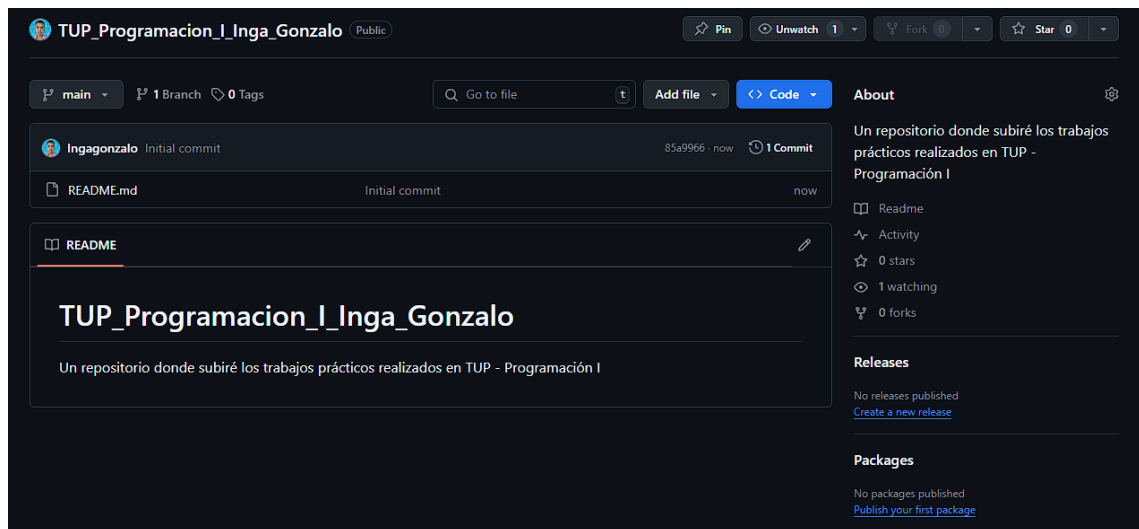 TUP_Programacion_I_Inga_Gonzalo Public Pin Unwatch 1 Fork 0 Star 0
main 1 Branch 0 Tags Go to file t Add file Code
Ingagonzalo Initial commit 85a9966 · now 1 Commit
README.md Initial commit now
README
TUP_Programacion_I_Inga_Gonzalo
Un repositorio donde subiré los trabajos prácticos realizados en TUP - Programación I
About
Un repositorio donde subiré los trabajos
prácticos realizados en TUP -
Programación I
Readme
Activity
0 stars
1 watching
0 forks
Releases
No releases published
Create a new release
Packages
No packages published
Publish your first package